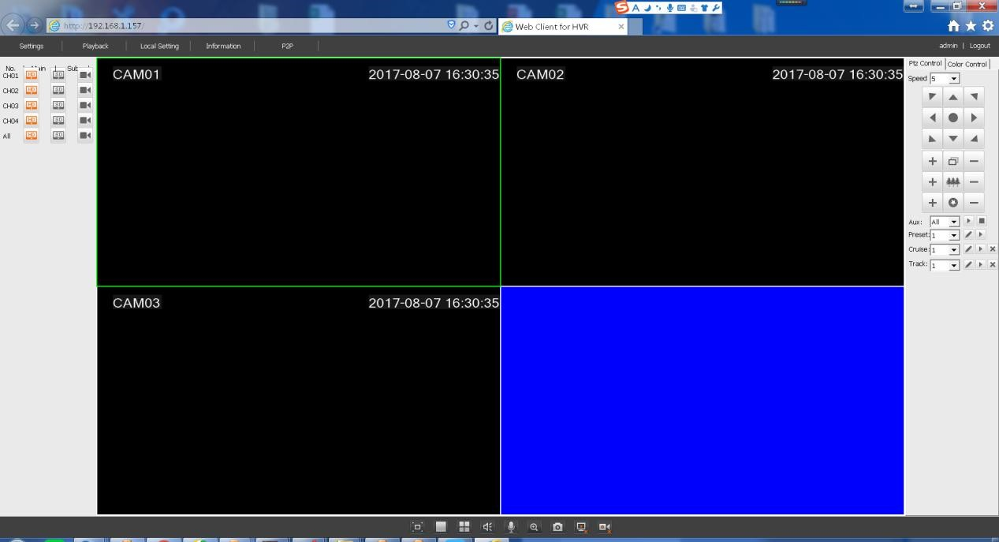 http://192.168.1.157/
Web Client for HVR
Settings
Playback
Local Setting
Information
P2P
admin | Logout
No.
CH01 HD SD
CH02 HD SD
CH03 HD SD
CH04 HD SD
All HD SD
CAM01
2017-08-07 16:30:35
CAM02
2017-08-07 16:30:35
CAM03
2017-08-07 16:30:35
Ptz Control
Color Control
Speed 5
Aux: All
Preset: 1
Cruise: 1
Track: 1